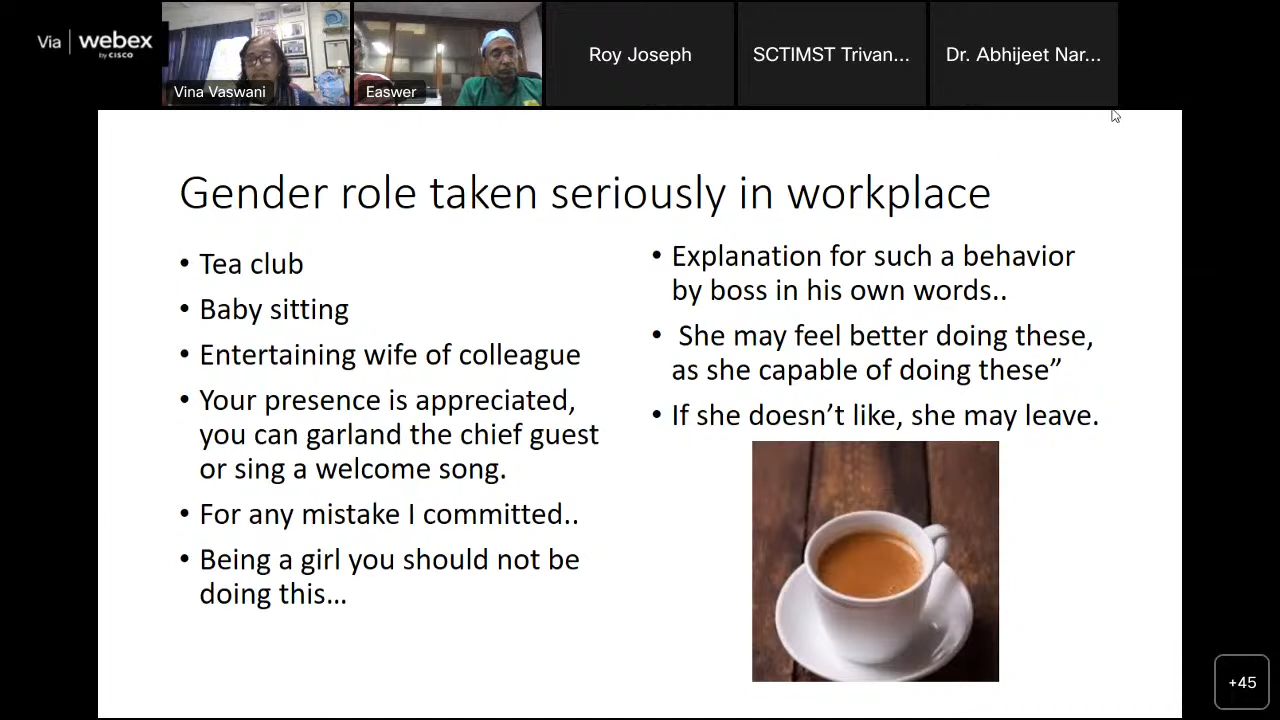 Via | webex
by CISCO
Vina Vaswani
Easwer
Roy Joseph
SCTIMST Trivan...
Dr. Abhijeet Nar...
Gender role taken seriously in workplace
• Tea club
• Baby sitting
• Entertaining wife of colleague
• Your presence is appreciated,
you can garland the chief guest
or sing a welcome song.
• For any mistake I committed..
• Being a girl you should not be
doing this...
• Explanation for such a behavior
by boss in his own words..
• She may feel better doing these,
as she capable of doing these”
• If she doesn’t like, she may leave.
+45